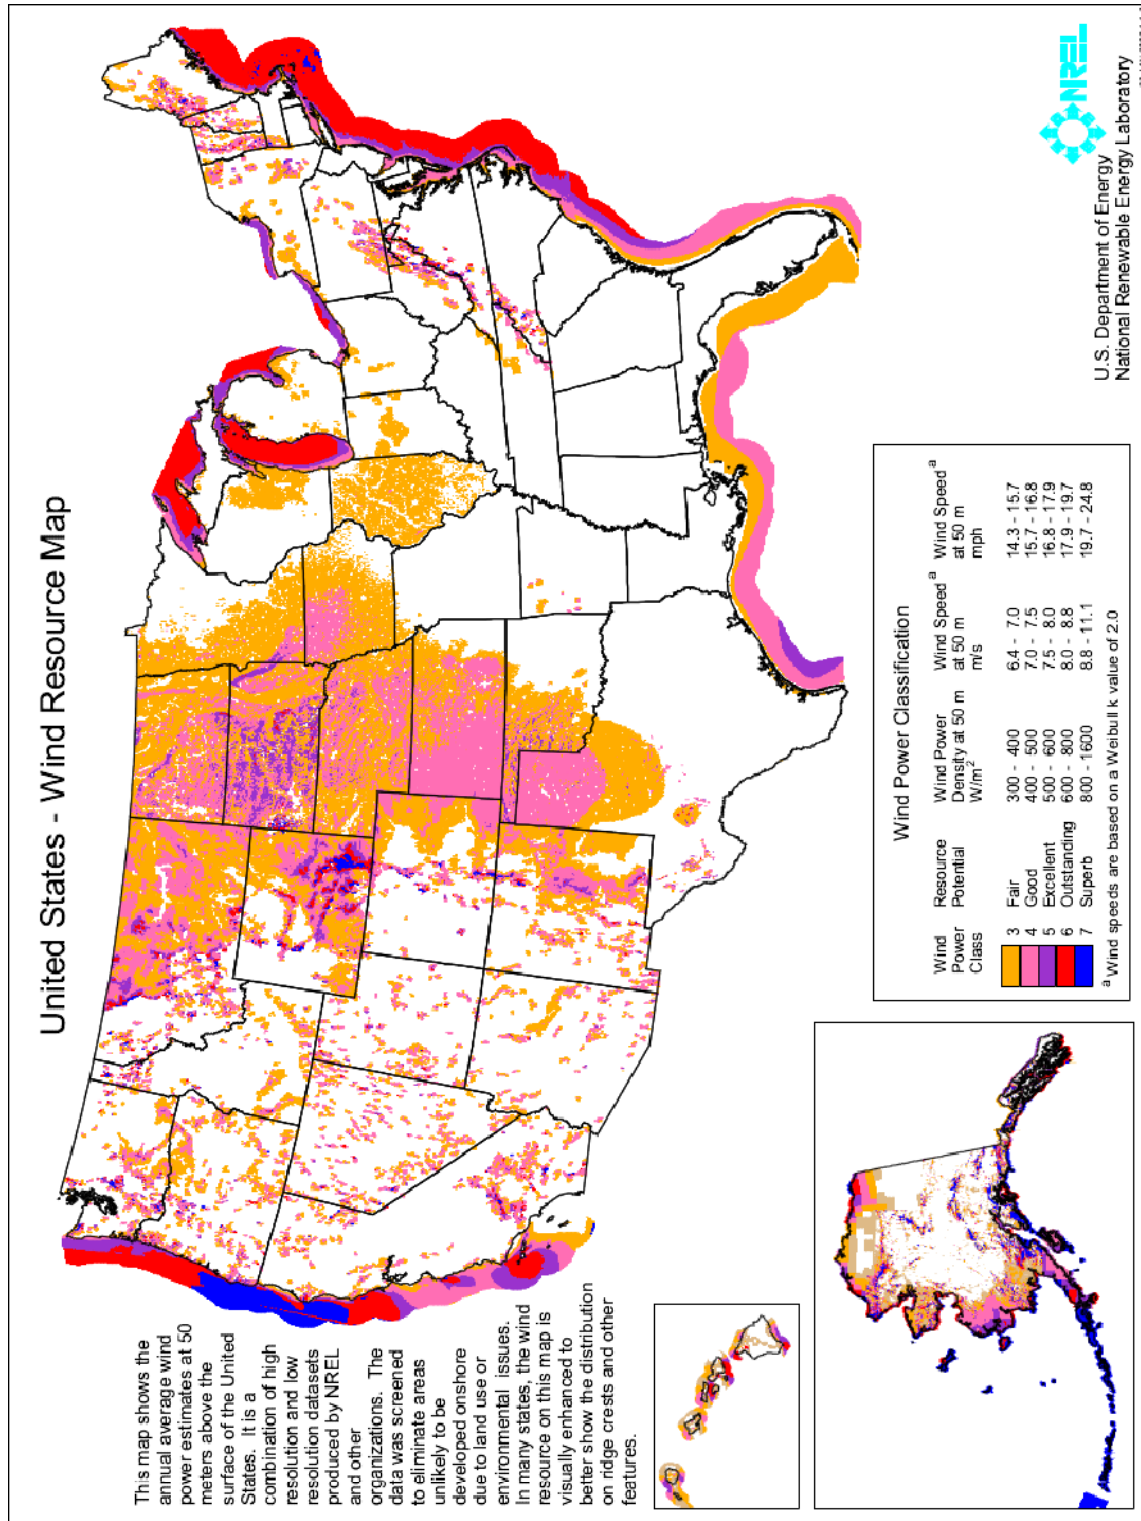 United States - Wind Resource Map
This map shows the
annual average wind
power estimates at 50
meters above the
surface of the United
States. It is a
combination of high
resolution and low
resolution datasets
produced by NREL
and other
organizations. The
data was screened
to eliminate areas
unlikely to be
developed onshore
due to land use or
environmental issues.
In many states, the wind
resource on this map is
visually enhanced to
better show the distribution
on ridge crests and other
features.
Wind Power Classification
Wind Power Class Resource Potential Wind Power Density at 50 m W/m² Wind Speed a at 50 m m/s Wind Speed a at 50 m mph
3 Fair 300 - 400 6.4 - 7.0 14.3 - 15.7
4 Good 400 - 500 7.0 - 7.5 15.7 - 16.8
5 Excellent 500 - 600 7.5 - 8.0 16.8 - 17.9
6 Outstanding 600 - 800 8.0 - 8.8 17.9 - 19.7
7 Superb 800 - 1600 8.8 - 11.1 19.7 - 24.8
a Wind speeds are based on a Weibull k value of 2.0
NREL
U.S. Department of Energy
National Renewable Energy Laboratory